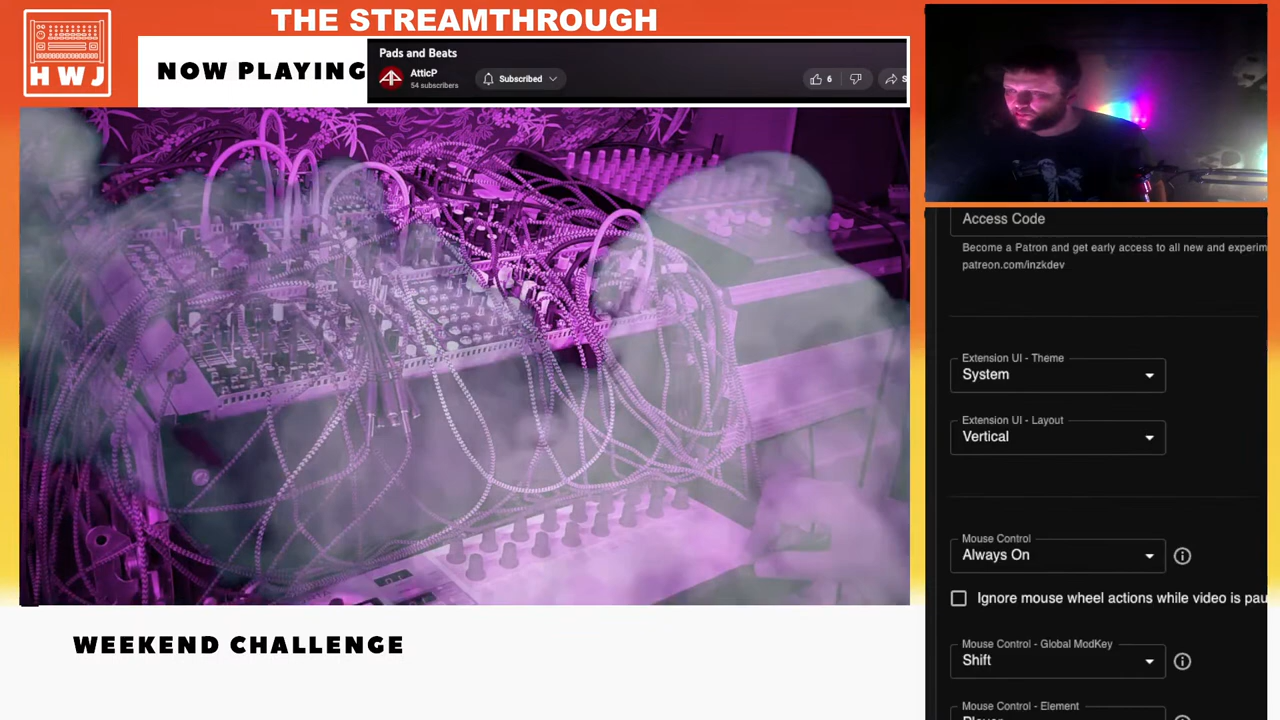 THE STREAMTHROUGH
HWJ
NOW PLAYING
Pads and Beats
AtticP
54 subscribers
Subscribed
6
S
Access Code
Become a Patron and get early access to all new and experim
patreon.com/inzkdev
Extension UI - Theme
System
Extension UI - Layout
Vertical
Mouse Control
Always On
Ignore mouse wheel actions while video is pau
Mouse Control - Global ModKey
Shift
Mouse Control - Element
WEEKEND CHALLENGE